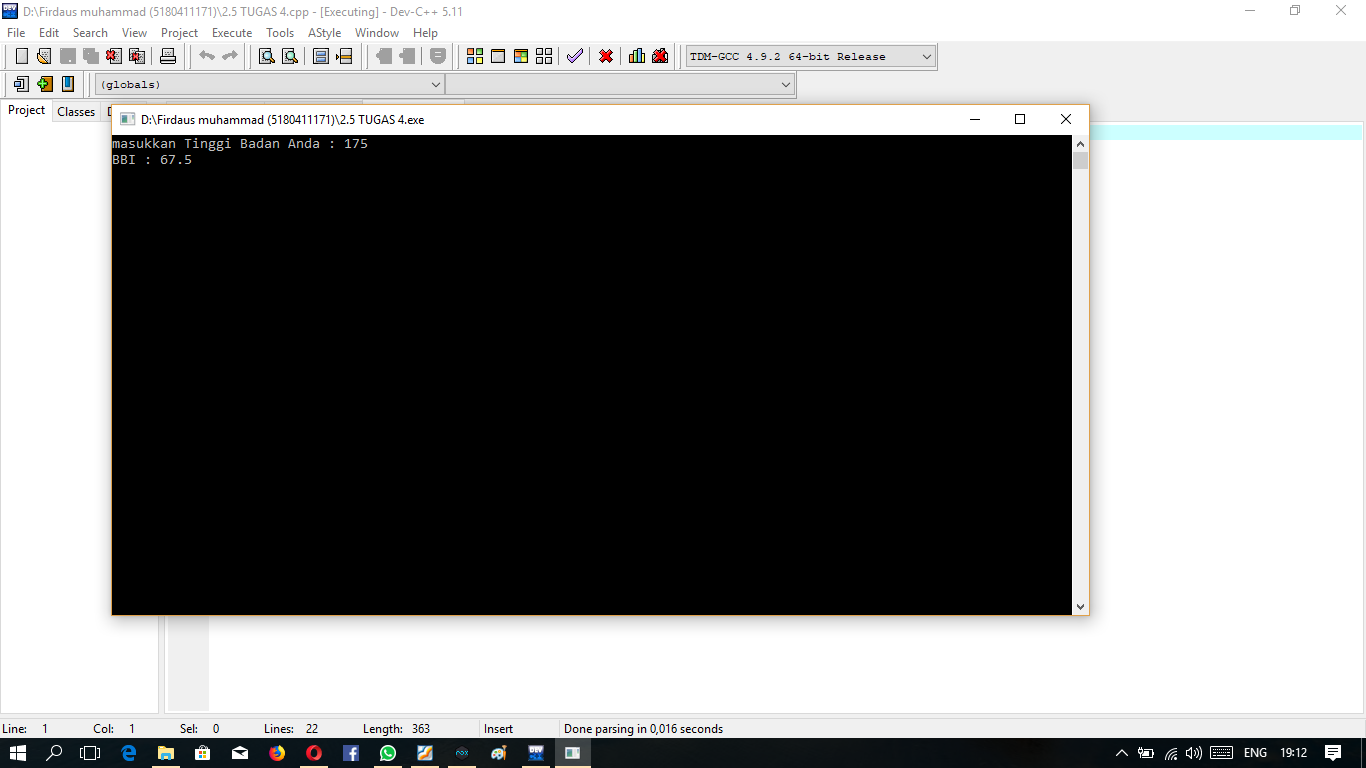 D:\Firdaus muhammad (5180411171)\2.5 TUGAS 4.cpp - [Executing] - Dev-C++ 5.11
File Edit Search View Project Execute Tools AStyle Window Help
TDM-GCC 4.9.2 64-bit Release
(globals)
Project Classes D
D:\Firdaus muhammad (5180411171)\2.5 TUGAS 4.exe
masukkan Tinggi Badan Anda : 175
BBI : 67.5
Line: 1 Col: 1 Sel: 0 Lines: 22 Length: 363 Insert Done parsing in 0,016 seconds
ENG 19:12